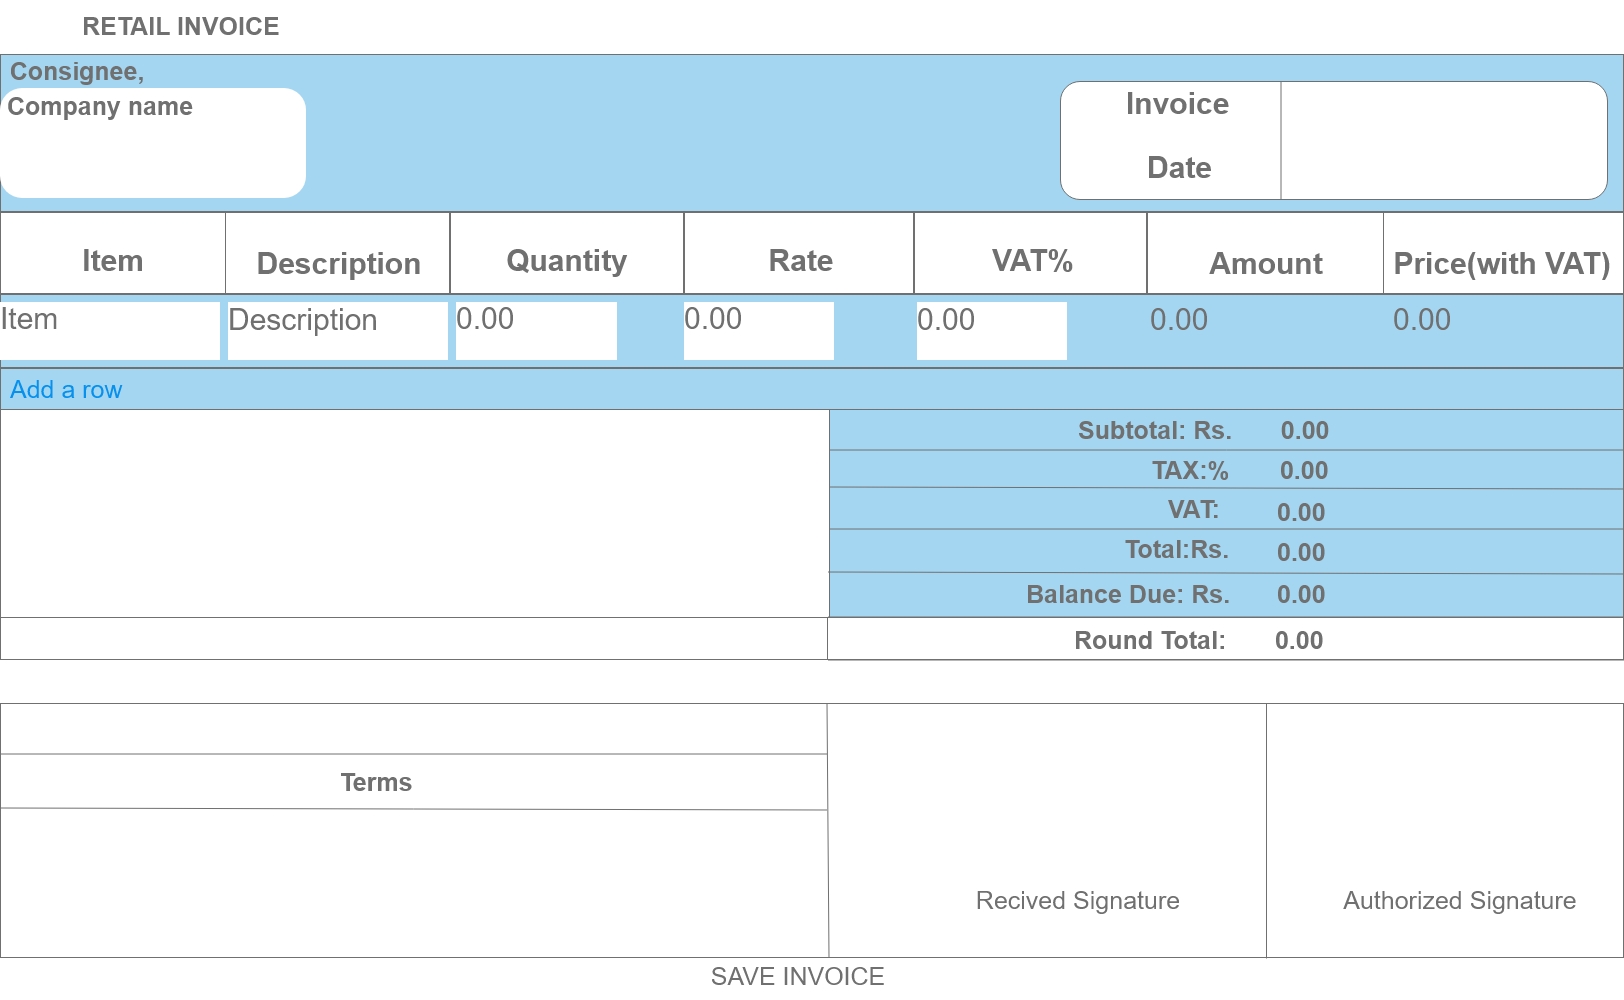 RETAIL INVOICE
Consignee,
Company name
Invoice
Date
Item Description Quantity Rate VAT% Amount Price(with VAT)
Item Description 0.00 0.00 0.00 0.00 0.00
Add a row
Subtotal: Rs. 0.00
TAX:% 0.00
VAT: 0.00
Total:Rs. 0.00
Balance Due: Rs. 0.00
Round Total: 0.00
Terms
Recived Signature Authorized Signature
SAVE INVOICE